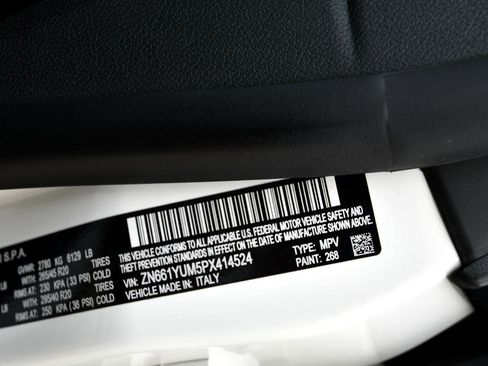 S.P.A.
GVWR: 2780 KG 6129 LB
265/45 R20 TIRES
RIMS AT: 230 KPA (33 PSI) COLD
LB
295/40 R20 TIRES
RIMS AT: 250 KPA (36 PSI) COLD
THIS VEHICLE CONFORMS TO ALL APPLICABLE U.S. FEDERAL MOTOR VEHICLE SAFETY AND
THEFT PREVENTION STANDARDS IN EFFECT ON THE DATE OF MANUFACTURE SHOWN ABOVE.
VIN: ZN661YUM5PX414524
TYPE: MPV
VEHICLE MADE IN: ITALY
PAINT: 268